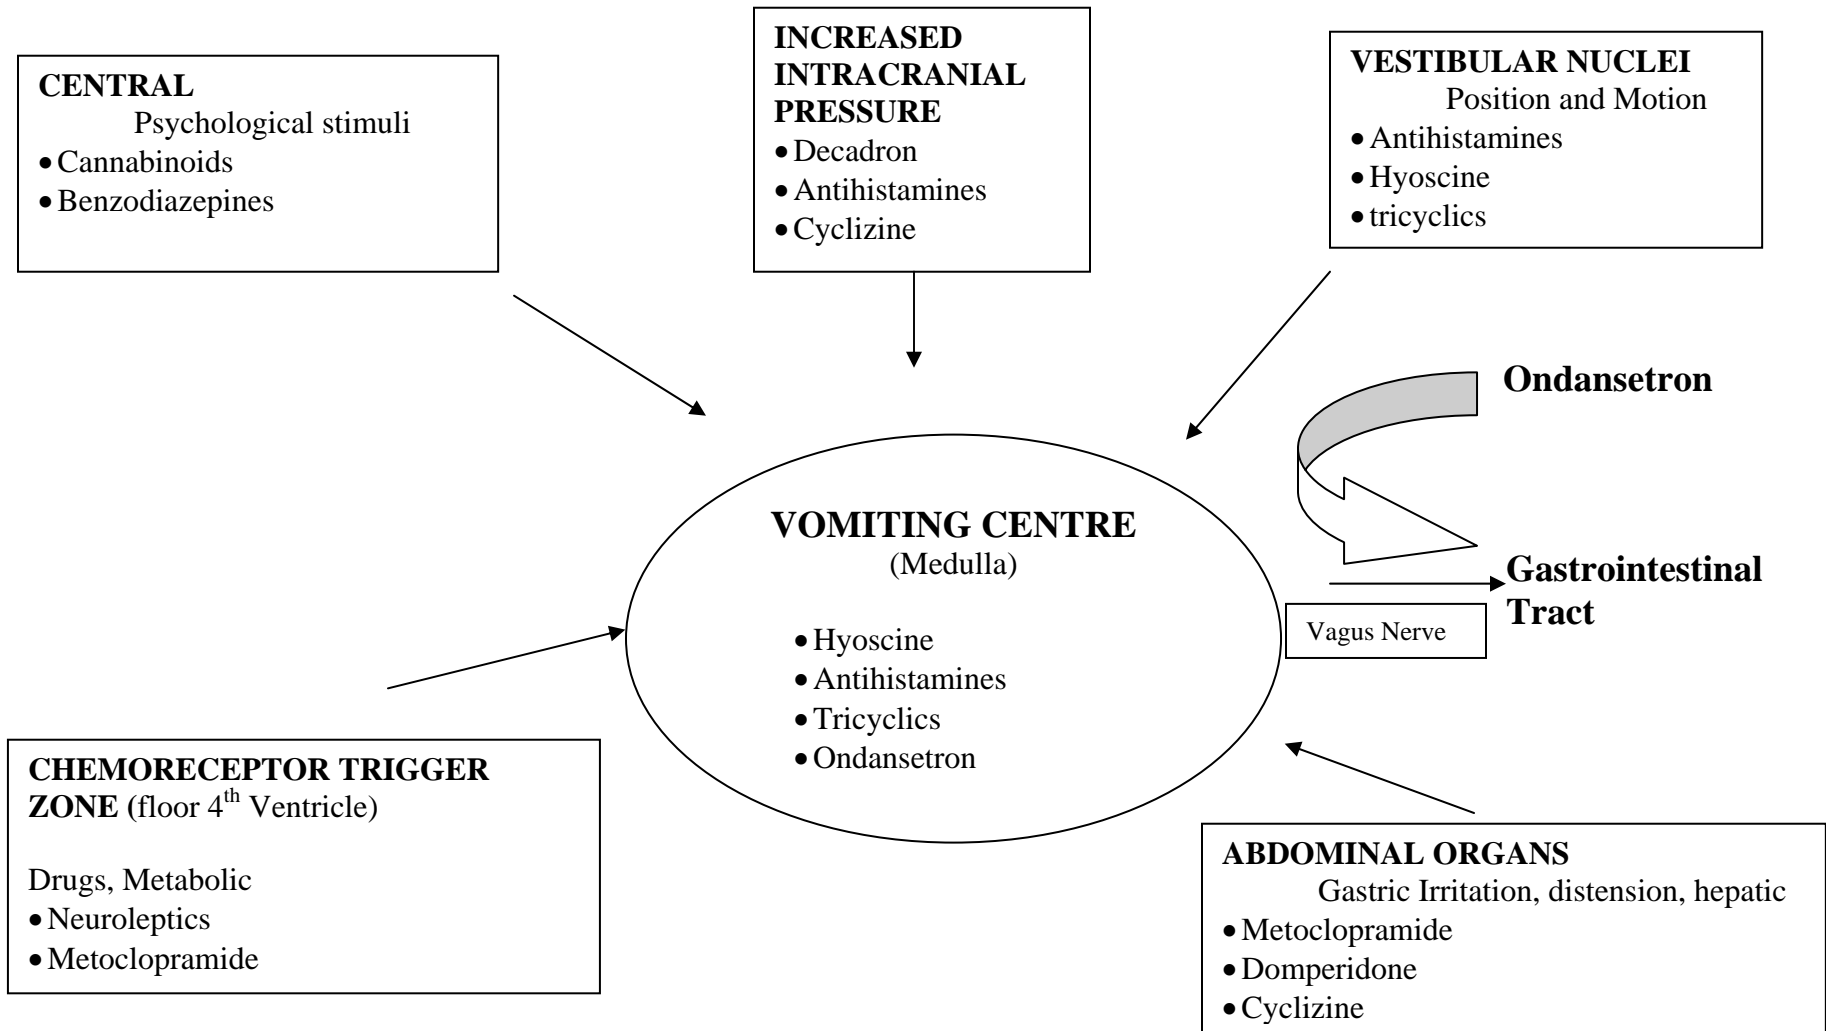 CENTRAL
Psychological stimuli
• Cannabinoids
• Benzodiazepines
INCREASED
INTRACRANIAL
PRESSURE
• Decadron
• Antihistamines
• Cyclizine
VESTIBULAR NUCLEI
Position and Motion
• Antihistamines
• Hyoscine
• tricyclics
Ondansetron
VOMITING CENTRE
(Medulla)
• Hyoscine
• Antihistamines
• Tricyclics
• Ondansetron
Gastrointestinal
Tract
Vagus Nerve
CHEMORECEPTOR TRIGGER
ZONE (floor 4th Ventricle)
Drugs, Metabolic
• Neuroleptics
• Metoclopramide
ABDOMINAL ORGANS
Gastric Irritation, distension, hepatic
• Metoclopramide
• Domperidone
• Cyclizine